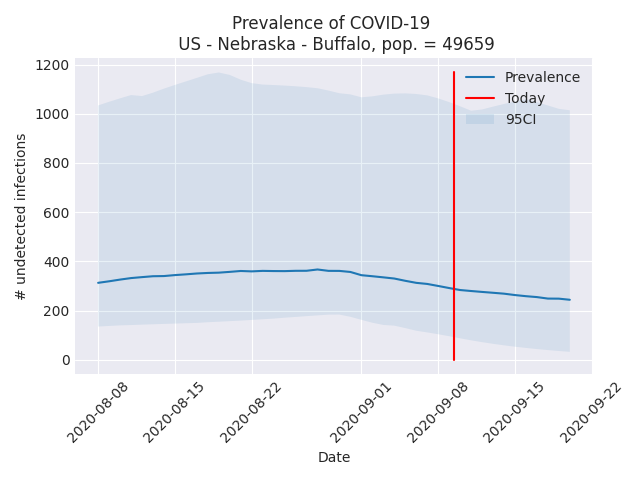 Prevalence of COVID-19
US - Nebraska - Buffalo, pop. = 49659
1200
1000
800
600
400
200
0
# undetected infections
Prevalence
Today
95CI
2020-08-08
2020-08-15
2020-08-22
2020-09-01
2020-09-08
2020-09-15
2020-09-22
Date